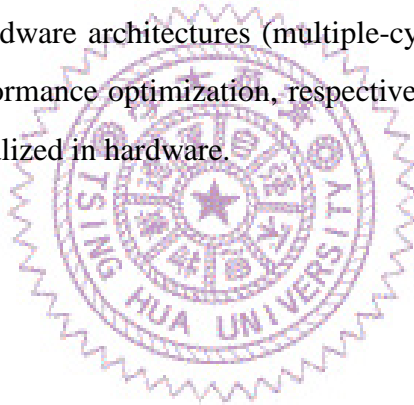 dware architectures (multiple-cy
ormance optimization, respective
lized in hardware.
TSING HUA UNIVERSITY